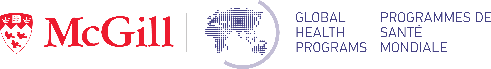 McGill
GLOBAL
HEALTH
PROGRAMS
PROGRAMMES DE
SANTÉ
MONDIALE